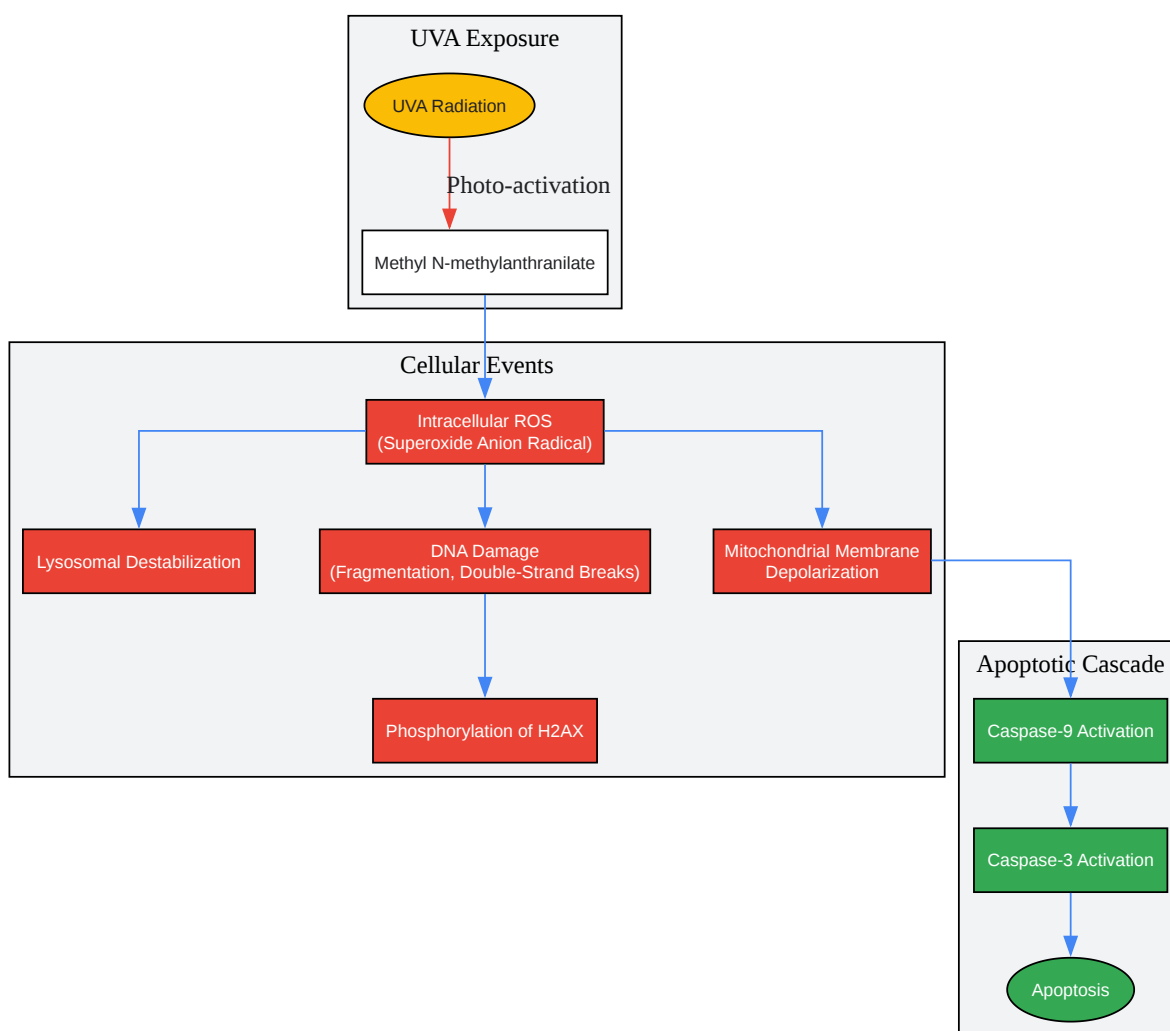 UVA Exposure
UVA Radiation
Photo-activation
Methyl N-methylanthranilate
Cellular Events
Intracellular ROS
(Superoxide Anion Radical)
Lysosomal Destabilization
DNA Damage
(Fragmentation, Double-Strand Breaks)
Mitochondrial Membrane
Depolarization
Phosphorylation of H2AX
Apoptotic Cascade
Caspase-9 Activation
Caspase-3 Activation
Apoptosis